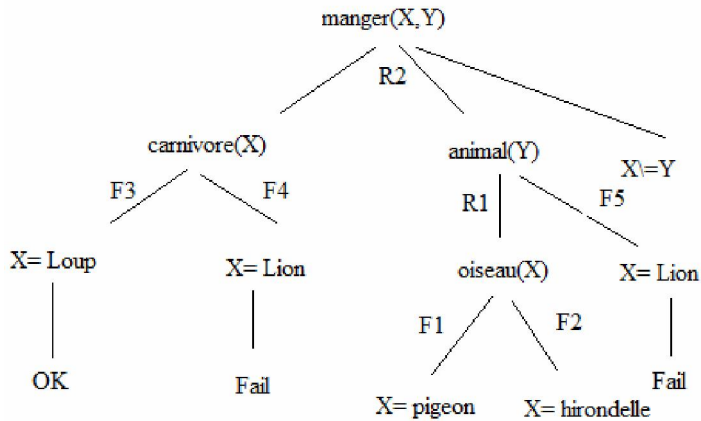 manger(X,Y)
R2
carnivore(X)
animal(Y)
X\=Y
F3
F4
R1
F5
X= Loup
X= Lion
oiseau(X)
X= Lion
F1
F2
OK
Fail
X= pigeon
X= hirondelle
Fail